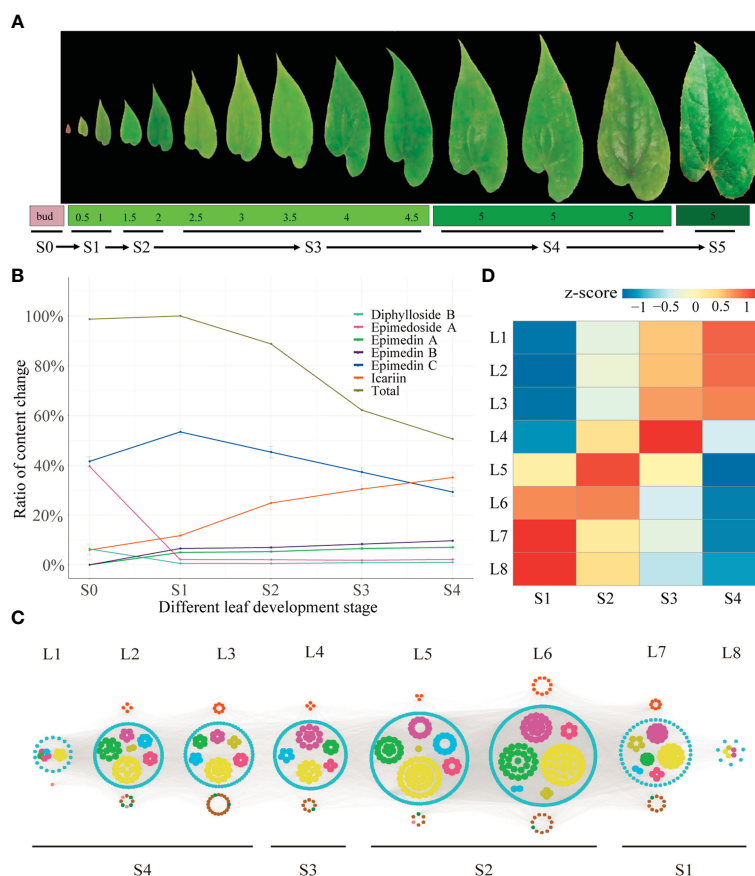 A
bud 0.5 1 1.5 2 2.5 3 3.5 4 4.5 5 5 5 5
S0 S1 S2 S3 S4 S5
B
Ratio of content change
100%
80%
60%
40%
20%
0%
Diphylloside B
Epimedoside A
Epimedin A
Epimedin B
Epimedin C
Icariin
Total
S0 S1 S2 S3 S4
Different leaf development stage
D
z-score
−1 −0.5 0 0.5 1
L1
L2
L3
L4
L5
L6
L7
L8
S1 S2 S3 S4
C
L1 L2 L3 L4 L5 L6 L7 L8
S4 S3 S2 S1